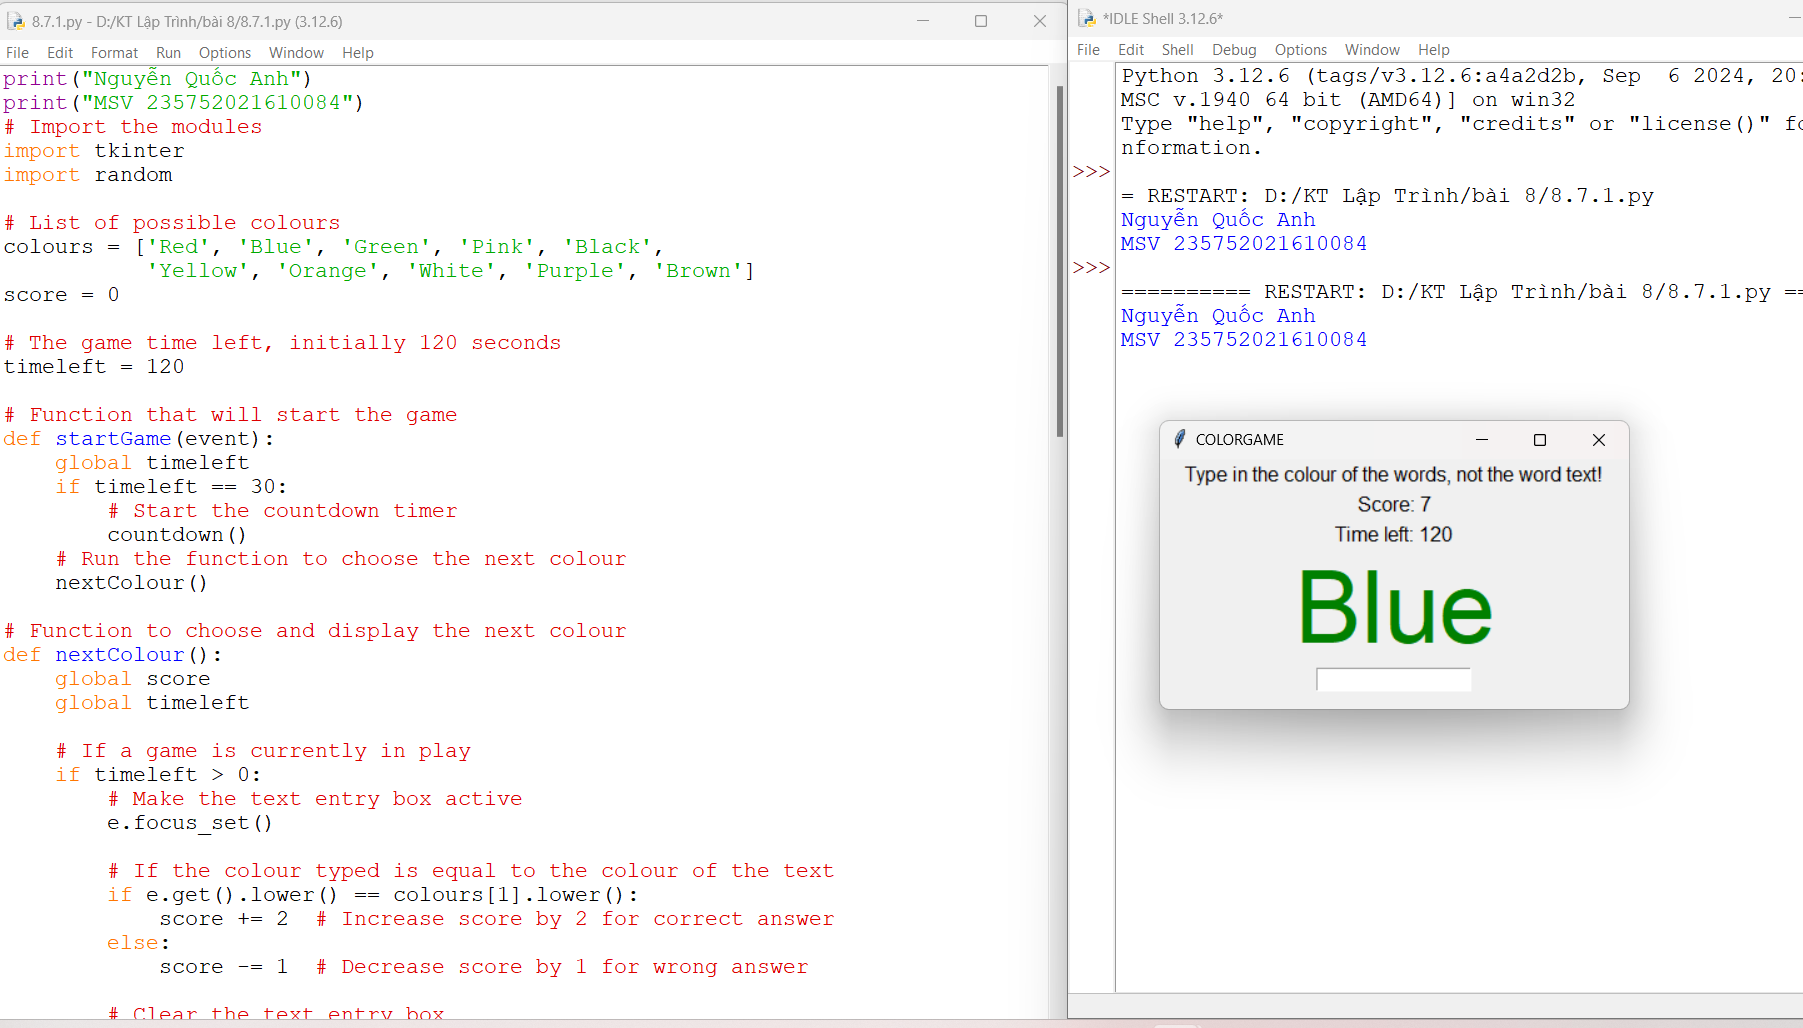 8.7.1.py - D:/KT Lập Trình/bài 8/8.7.1.py (3.12.6)
File Edit Format Run Options Window Help
print("Nguyễn Quốc Anh")
print("MSV 235752021610084")
# Import the modules
import tkinter
import random
# List of possible colours
colours = ['Red', 'Blue', 'Green', 'Pink', 'Black',
'Yellow', 'Orange', 'White', 'Purple', 'Brown']
score = 0
# The game time left, initially 120 seconds
timeleft = 120
# Function that will start the game
def startGame(event):
global timeleft
if timeleft == 30:
# Start the countdown timer
countdown()
# Run the function to choose the next colour
nextColour()
# Function to choose and display the next colour
def nextColour():
global score
global timeleft
# If a game is currently in play
if timeleft > 0:
# Make the text entry box active
e.focus_set()
# If the colour typed is equal to the colour of the text
if e.get().lower() == colours[1].lower():
score += 2  # Increase score by 2 for correct answer
else:
score -= 1  # Decrease score by 1 for wrong answer
# Clear the text entry box
*IDLE Shell 3.12.6*
File Edit Shell Debug Options Window Help
Python 3.12.6 (tags/v3.12.6:a4a2d2b, Sep  6 2024, 20:
MSC v.1940 64 bit (AMD64)] on win32
Type "help", "copyright", "credits" or "license()" fo
nformation.
>>>
= RESTART: D:/KT Lập Trình/bài 8/8.7.1.py
Nguyễn Quốc Anh
MSV 235752021610084
>>>
========== RESTART: D:/KT Lập Trình/bài 8/8.7.1.py ==
Nguyễn Quốc Anh
MSV 235752021610084
COLORGAME
Type in the colour of the words, not the word text!
Score: 7
Time left: 120
Blue